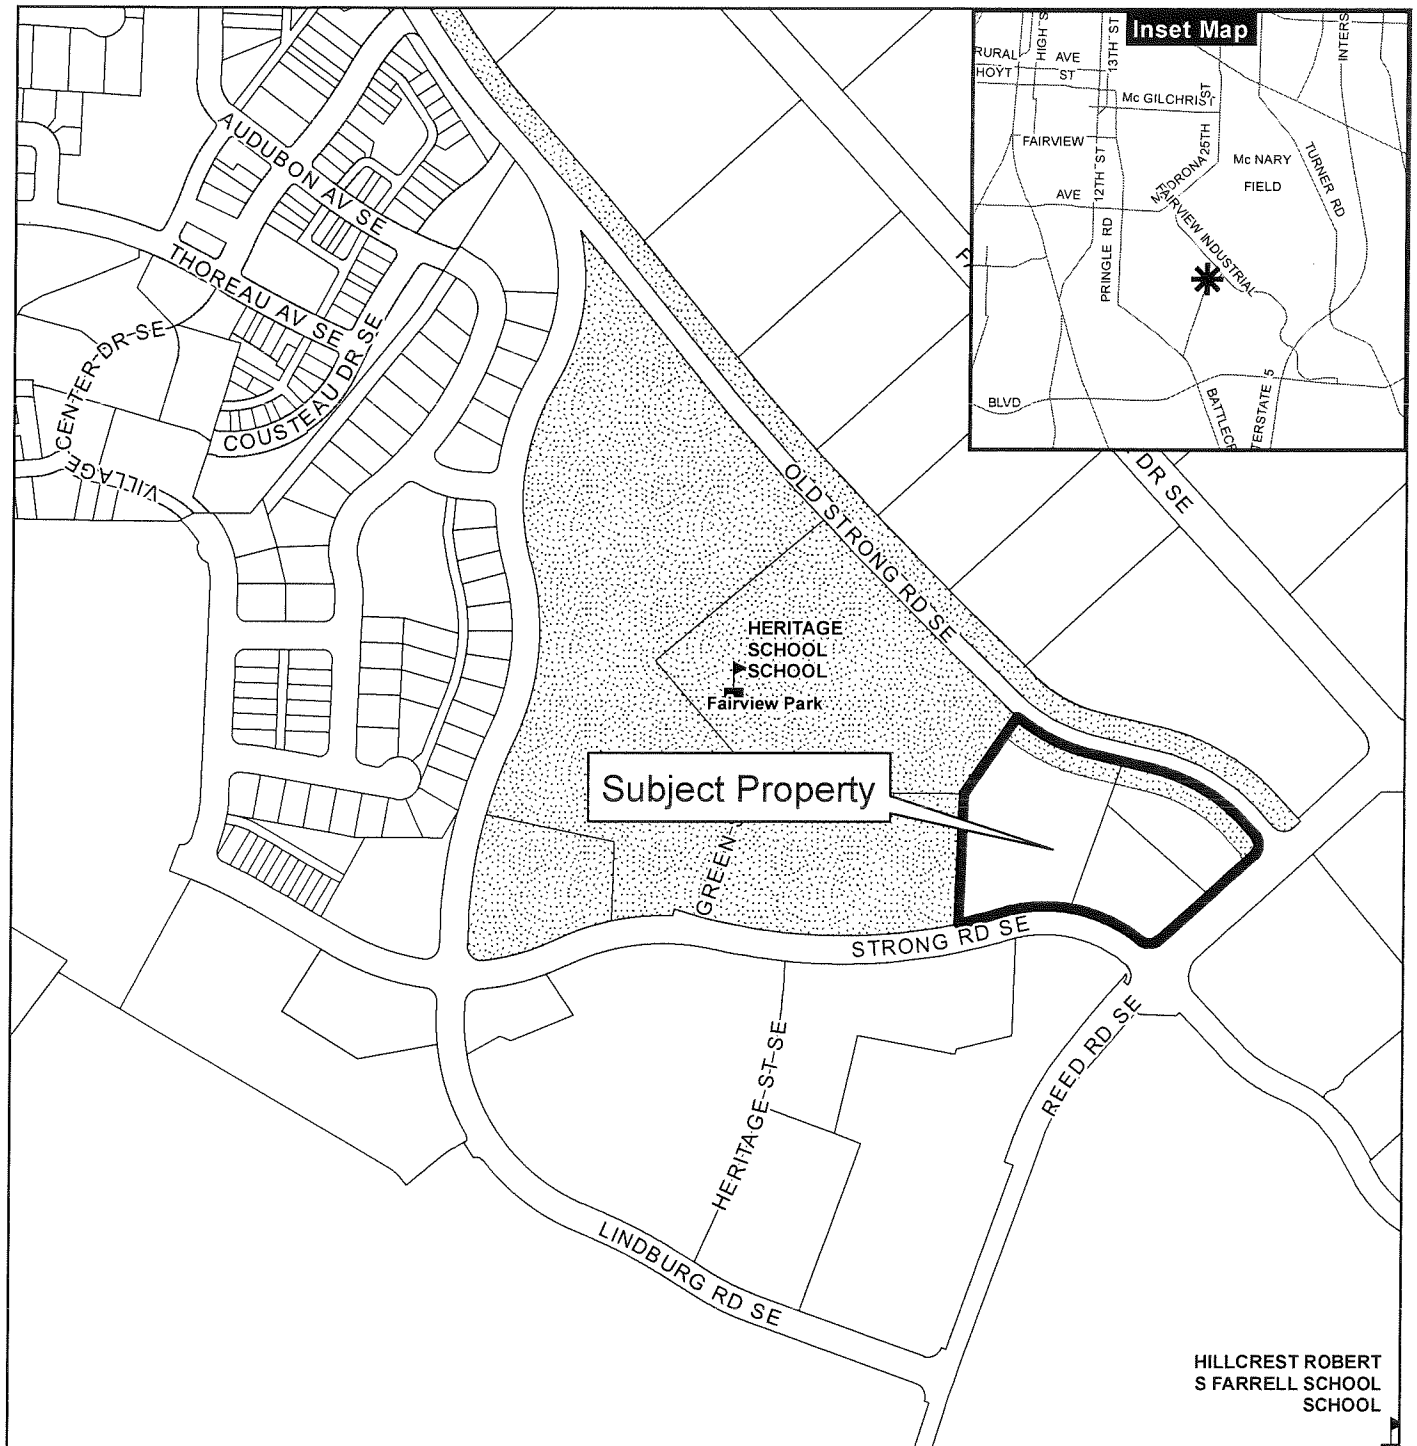 Inset Map
RURAL AVE
HOYT ST
HIGH S
13TH ST
INTERS
Mc GILCHRIST
ST
25TH
FAIRVIEW
12TH ST
Mc NARY
FIELD
TURNER RD
AVE
FAIRVIEW INDUSTRIAL
PRINGLE RD
BLVD
BATTLECR
TERSTATE 5
AUDUBON AV SE
THOREAU AV SE
CENTER DR SE
COUSTEAU DR SE
VILLAGE
DR SE
OLD STRONG RD SE
HERITAGE
SCHOOL
SCHOOL
Fairview Park
Subject Property
GREEN
STRONG RD SE
REED RD SE
HERITAGE ST SE
LINDBURG RD SE
HILLCREST ROBERT
S FARRELL SCHOOL
SCHOOL